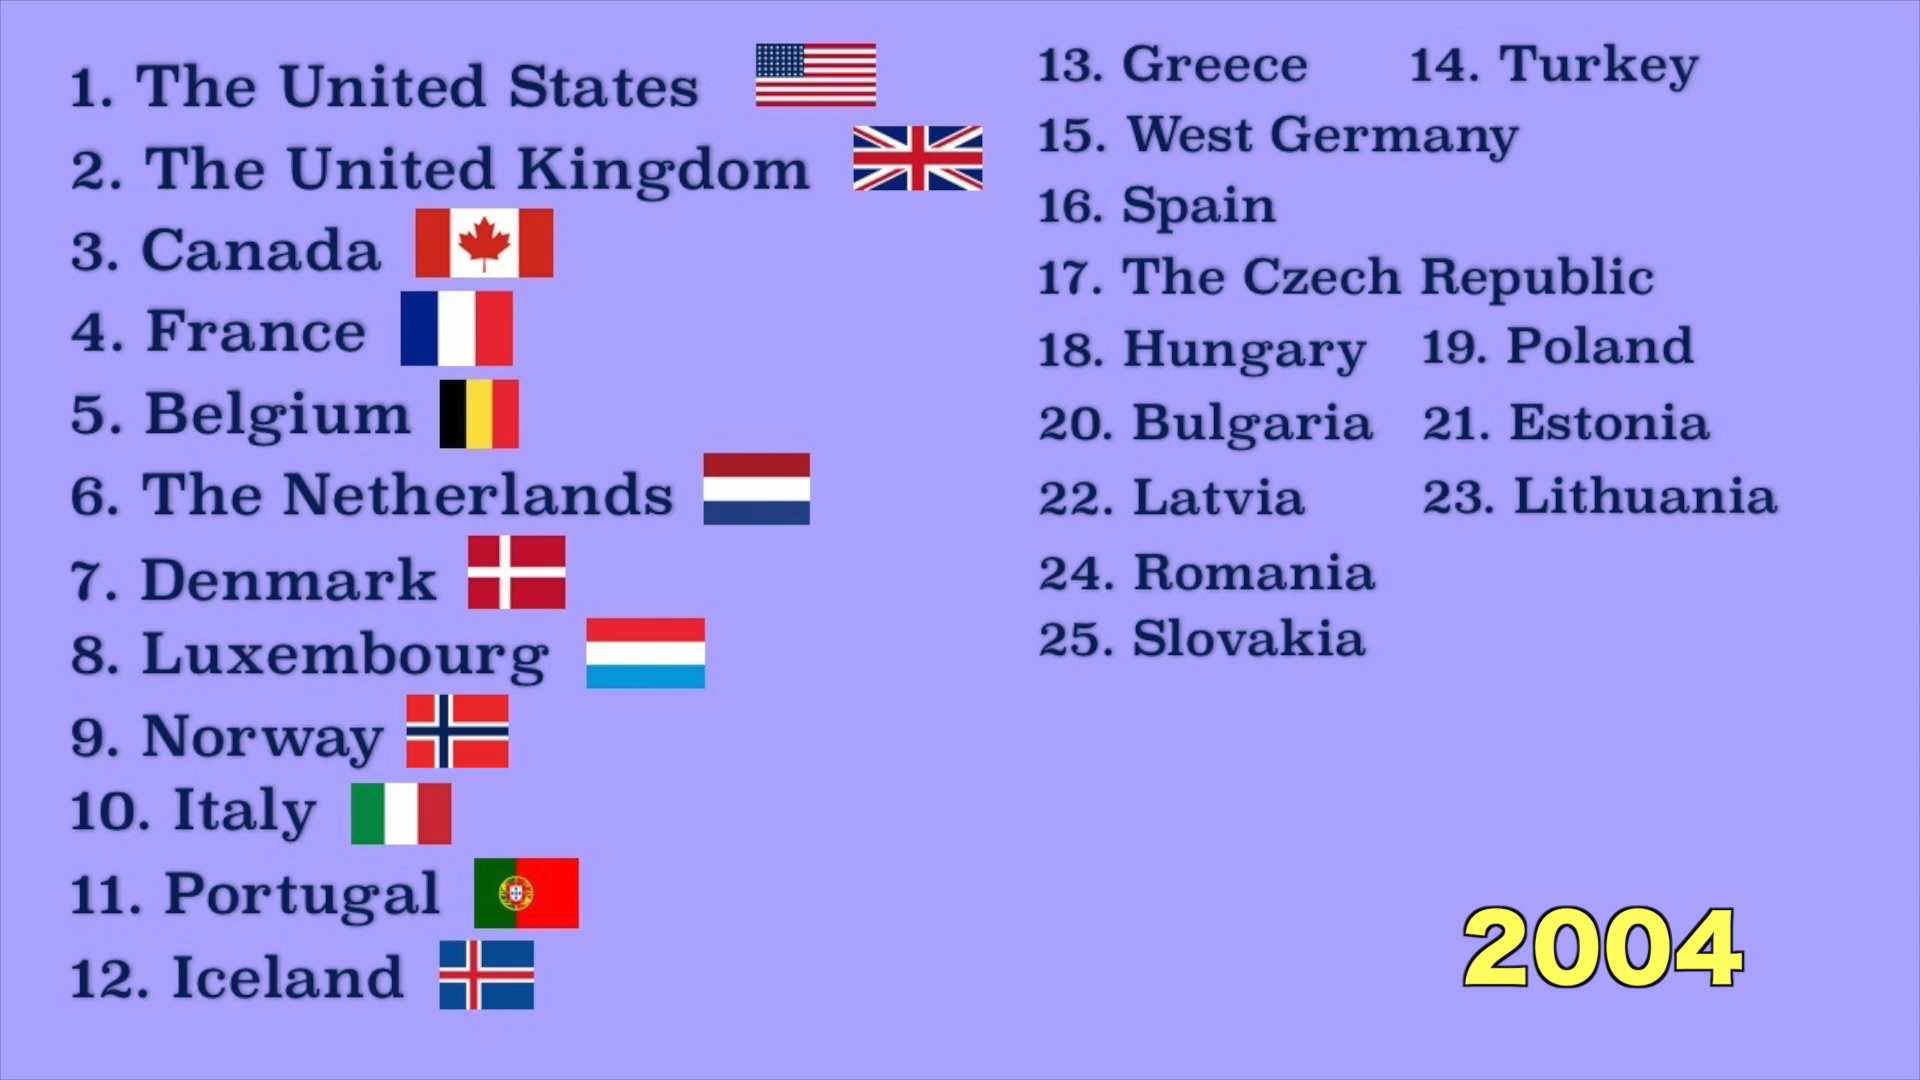 1. The United States
2. The United Kingdom
3. Canada
4. France
5. Belgium
6. The Netherlands
7. Denmark
8. Luxembourg
9. Norway
10. Italy
11. Portugal
12. Iceland
13. Greece 14. Turkey
15. West Germany
16. Spain
17. The Czech Republic
18. Hungary 19. Poland
20. Bulgaria 21. Estonia
22. Latvia 23. Lithuania
24. Romania
25. Slovakia
2004